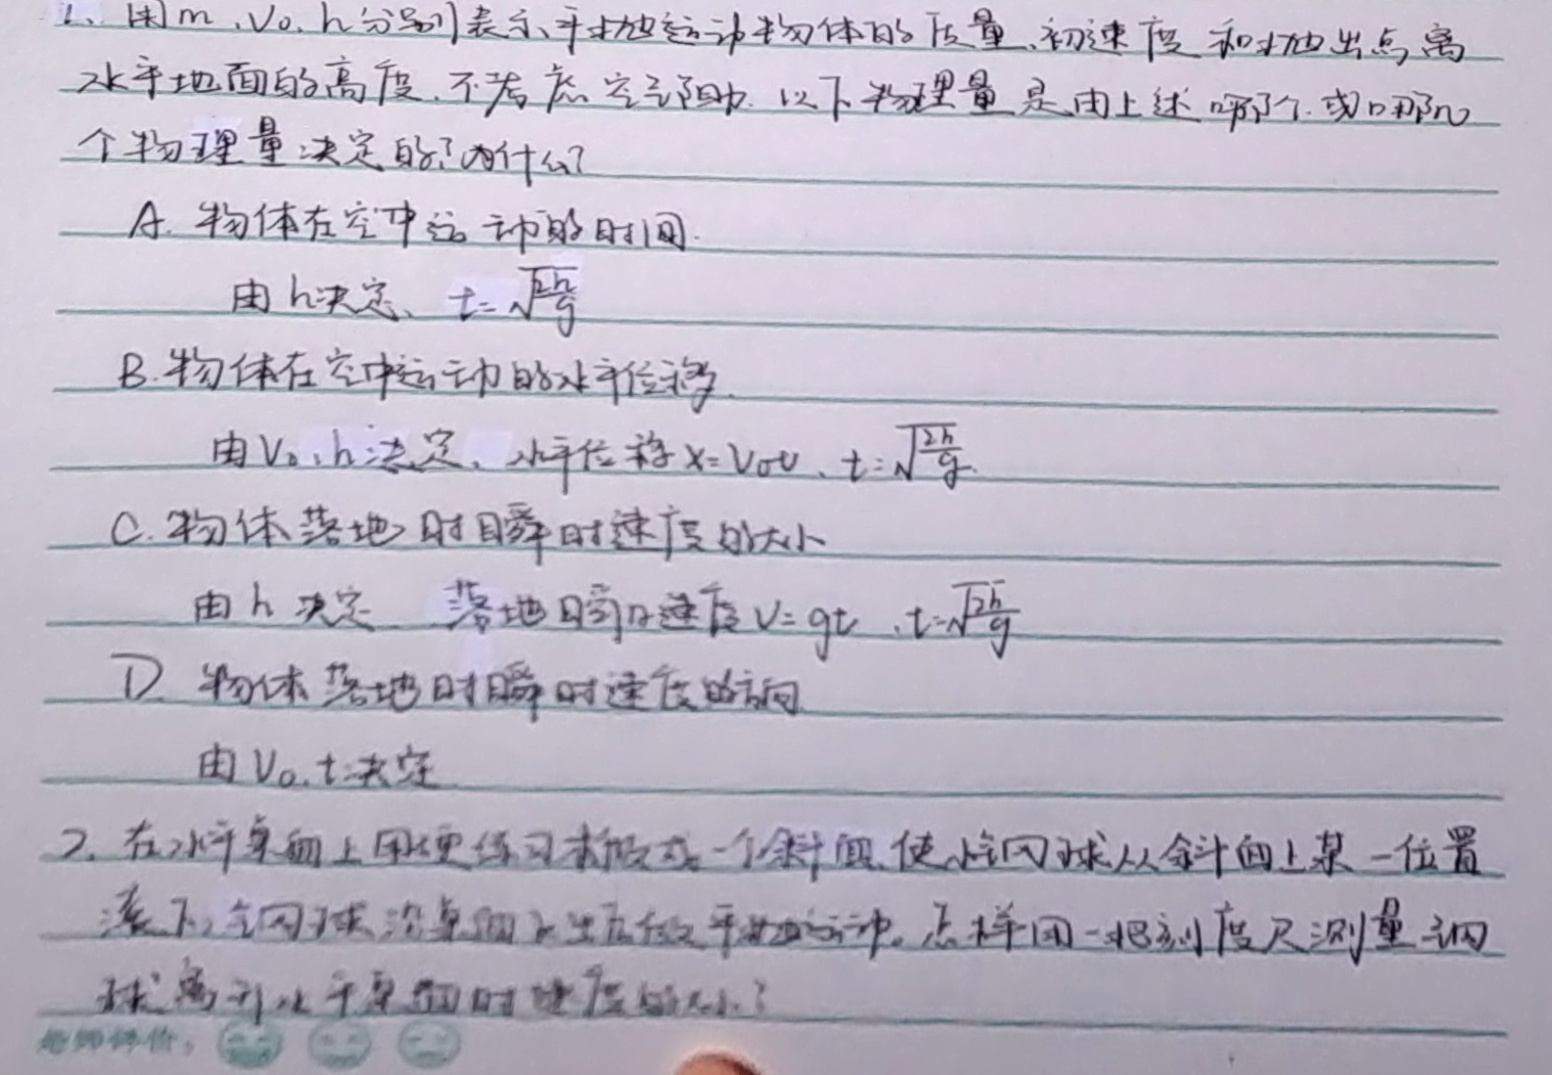 1. 用m、V₀、h分别表示平抛运动物体的质量、初速度和抛出点离
水平地面的高度、不考虑空气阻力. 以下物理量是由上述哪个.或哪几
个物理量决定的？为什么？
A. 物体在空中运动的时间.
由h决定、 t=√(2h/g)
B. 物体在空中运动的水平位移.
由V₀、h决定、水平位移x=V₀t、t=√(2h/g).
C. 物体落地时瞬时速度的大小
由h决定 落地瞬时速度V=gt 、t=√(2h/g)
D 物体落地时瞬时速度的方向
由V₀.t决定
2. 在水平桌面上用硬练习本做成一个斜面.使小钢球从斜面上某一位置
滚下,钢球沿桌面飞出后做平抛运动。怎样用一把刻度尺测量钢
球离开水平桌面时速度的大小？
老师评价：